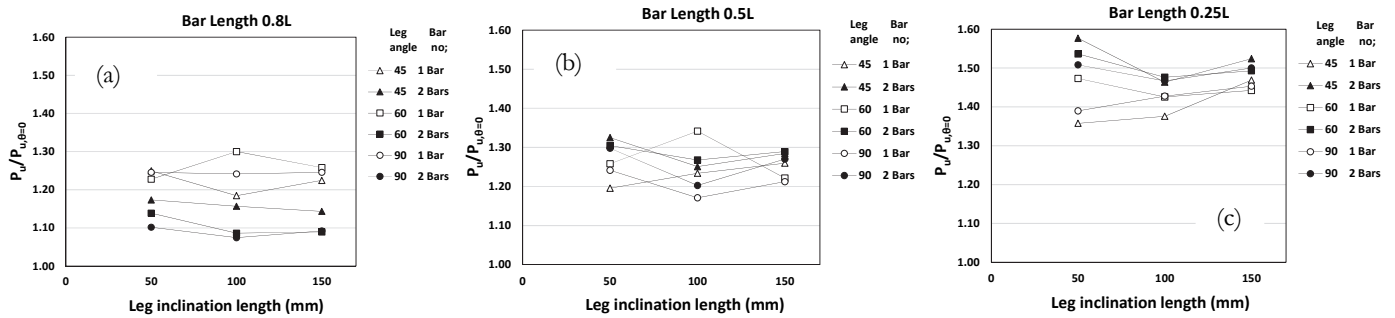 Bar Length 0.8L
P_u/P_u,θ=0
1.60
1.50
1.40
1.30
1.20
1.10
1.00
0
50
100
150
Leg inclination length (mm)
(a)
Leg Bar
angle no;
45 1 Bar
45 2 Bars
60 1 Bar
60 2 Bars
90 1 Bar
90 2 Bars
Bar Length 0.5L
P_u/P_u,θ=0
1.60
1.50
1.40
1.30
1.20
1.10
1.00
0
50
100
150
Leg inclination length (mm)
(b)
Leg Bar
angle no;
45 1 Bar
45 2 Bars
60 1 Bar
60 2 Bars
90 1 Bar
90 2 Bars
Bar Length 0.25L
P_u/P_u,θ=0
1.60
1.50
1.40
1.30
1.20
1.10
1.00
0
50
100
150
Leg inclination length (mm)
(c)
Leg Bar
angle no;
45 1 Bar
45 2 Bars
60 1 Bar
60 2 Bars
90 1 Bar
90 2 Bars